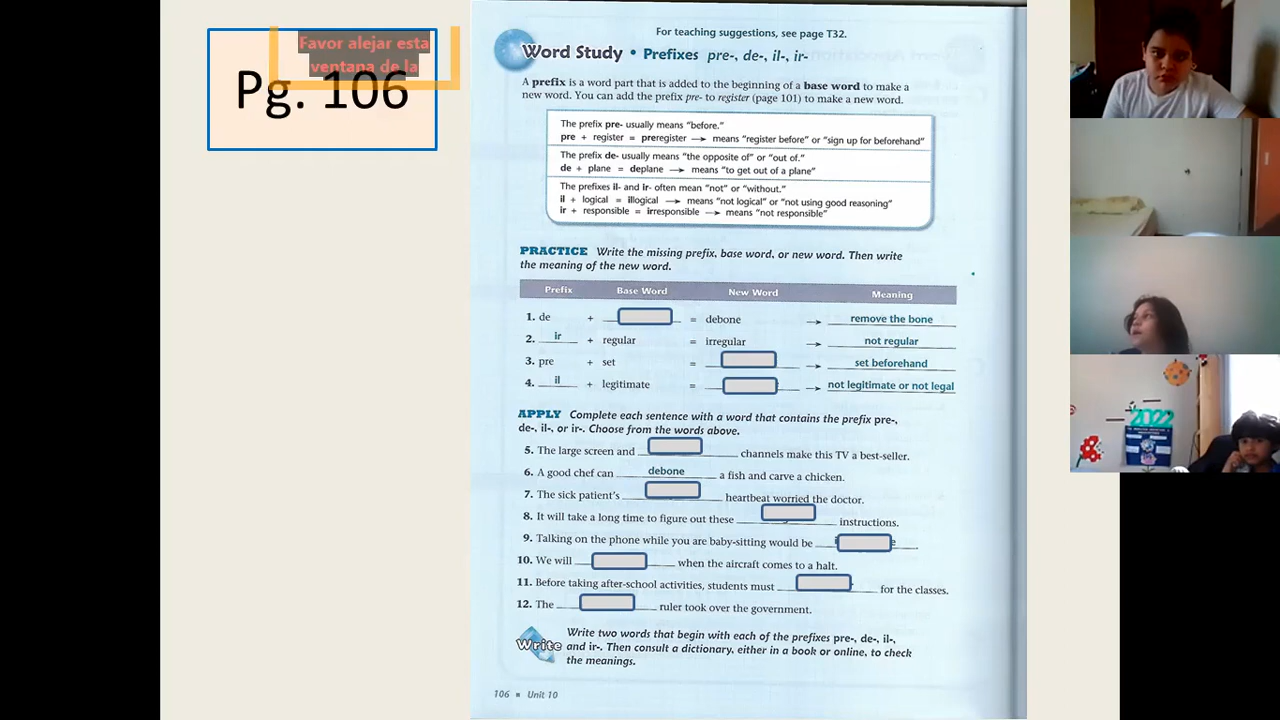 Favor alejar esta
ventana de la
Pg. 106
For teaching suggestions, see page T32.
Word Study • Prefixes pre-, de-, il-, ir-
A prefix is a word part that is added to the beginning of a base word to make a
new word. You can add the prefix pre- to register (page 101) to make a new word.
The prefix pre- usually means “before.”
pre + register = preregister → means “register before” or “sign up for beforehand”
The prefix de- usually means “the opposite of” or “out of.”
de + plane = deplane → means “to get out of a plane”
The prefixes il- and ir- often mean “not” or “without.”
il + logical = illogical → means “not logical” or “not using good reasoning”
ir + responsible = irresponsible → means “not responsible”
PRACTICE Write the missing prefix, base word, or new word. Then write
the meaning of the new word.
Prefix Base Word New Word Meaning
1. de + = debone → remove the bone
2. ir + regular = irregular → not regular
3. pre + set = → set beforehand
4. il + legitimate = → not legitimate or not legal
APPLY Complete each sentence with a word that contains the prefix pre-,
de-, il-, or ir-. Choose from the words above.
5. The large screen and channels make this TV a best-seller.
6. A good chef can debone a fish and carve a chicken.
7. The sick patient's heartbeat worried the doctor.
8. It will take a long time to figure out these instructions.
9. Talking on the phone while you are baby-sitting would be
10. We will when the aircraft comes to a halt.
11. Before taking after-school activities, students must for the classes.
12. The ruler took over the government.
Write Write two words that begin with each of the prefixes pre-, de-, il-,
and ir-. Then consult a dictionary, either in a book or online, to check
the meanings.
106 ■ Unit 10
2022